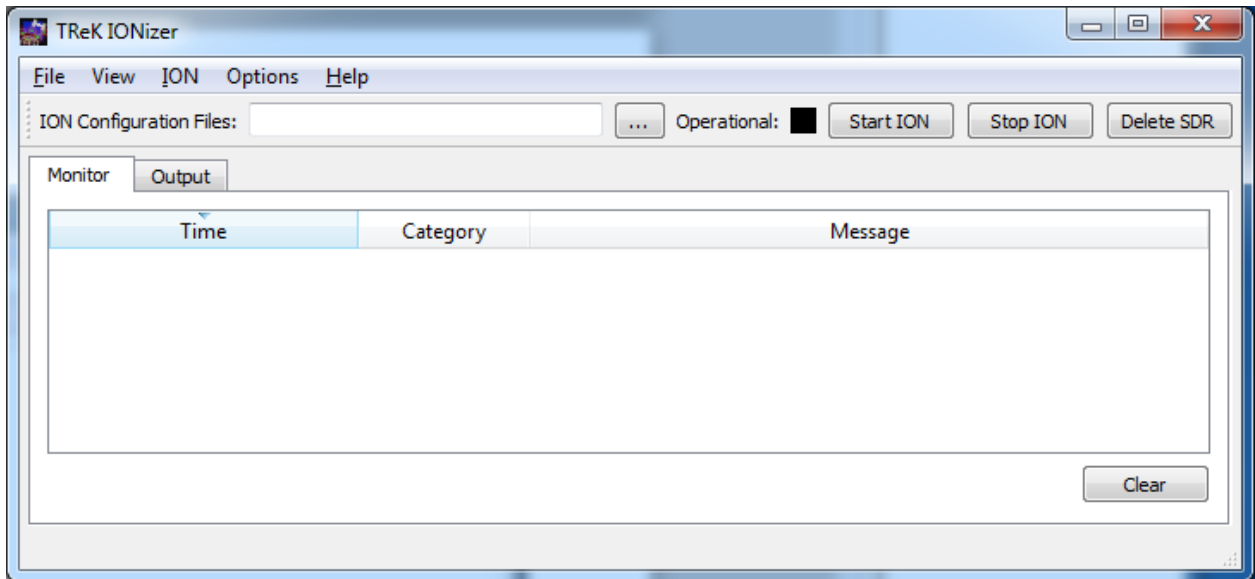 TReK IONizer
File View ION Options Help
ION Configuration Files: ... Operational: Start ION Stop ION Delete SDR
Monitor Output
Time Category Message
Clear